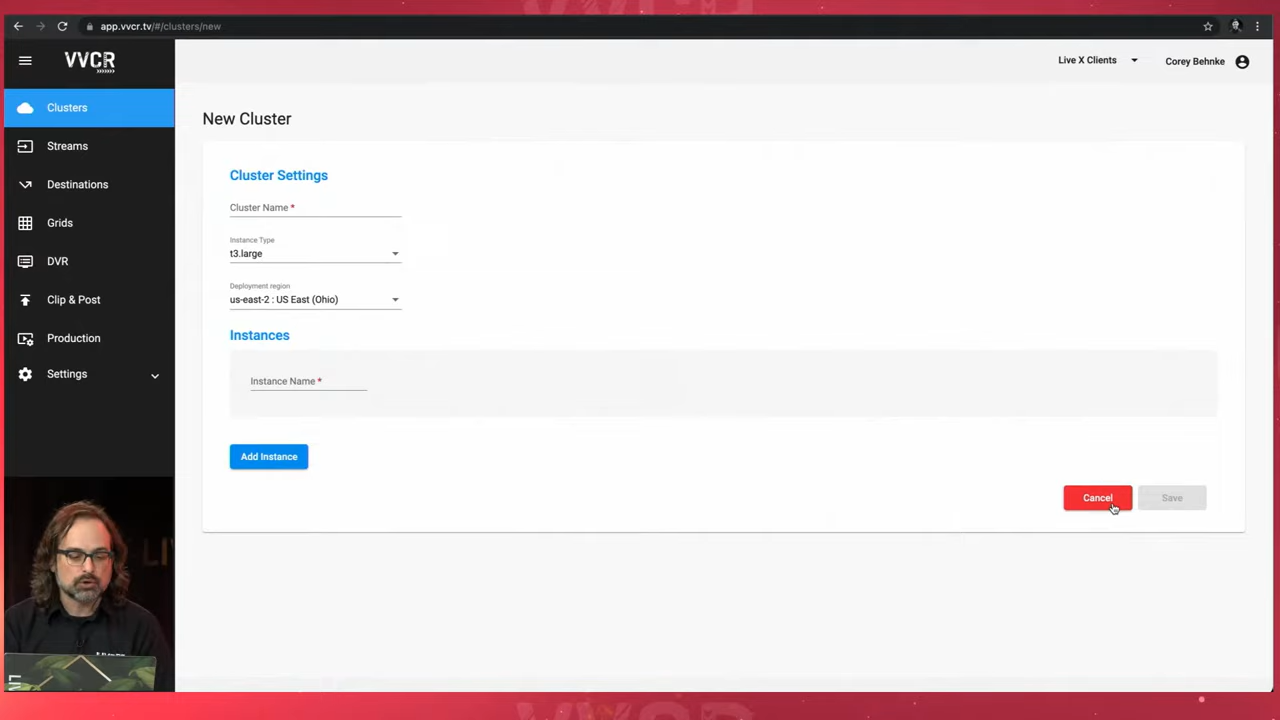 app.vvcr.tv/#/clusters/new
VVCR
Live X Clients
Corey Behnke
Clusters
Streams
Destinations
Grids
DVR
Clip & Post
Production
Settings
New Cluster
Cluster Settings
Cluster Name *
Instance Type
t3.large
Deployment region
us-east-2 : US East (Ohio)
Instances
Instance Name *
Add Instance
Cancel
Save
LIV
VVCR